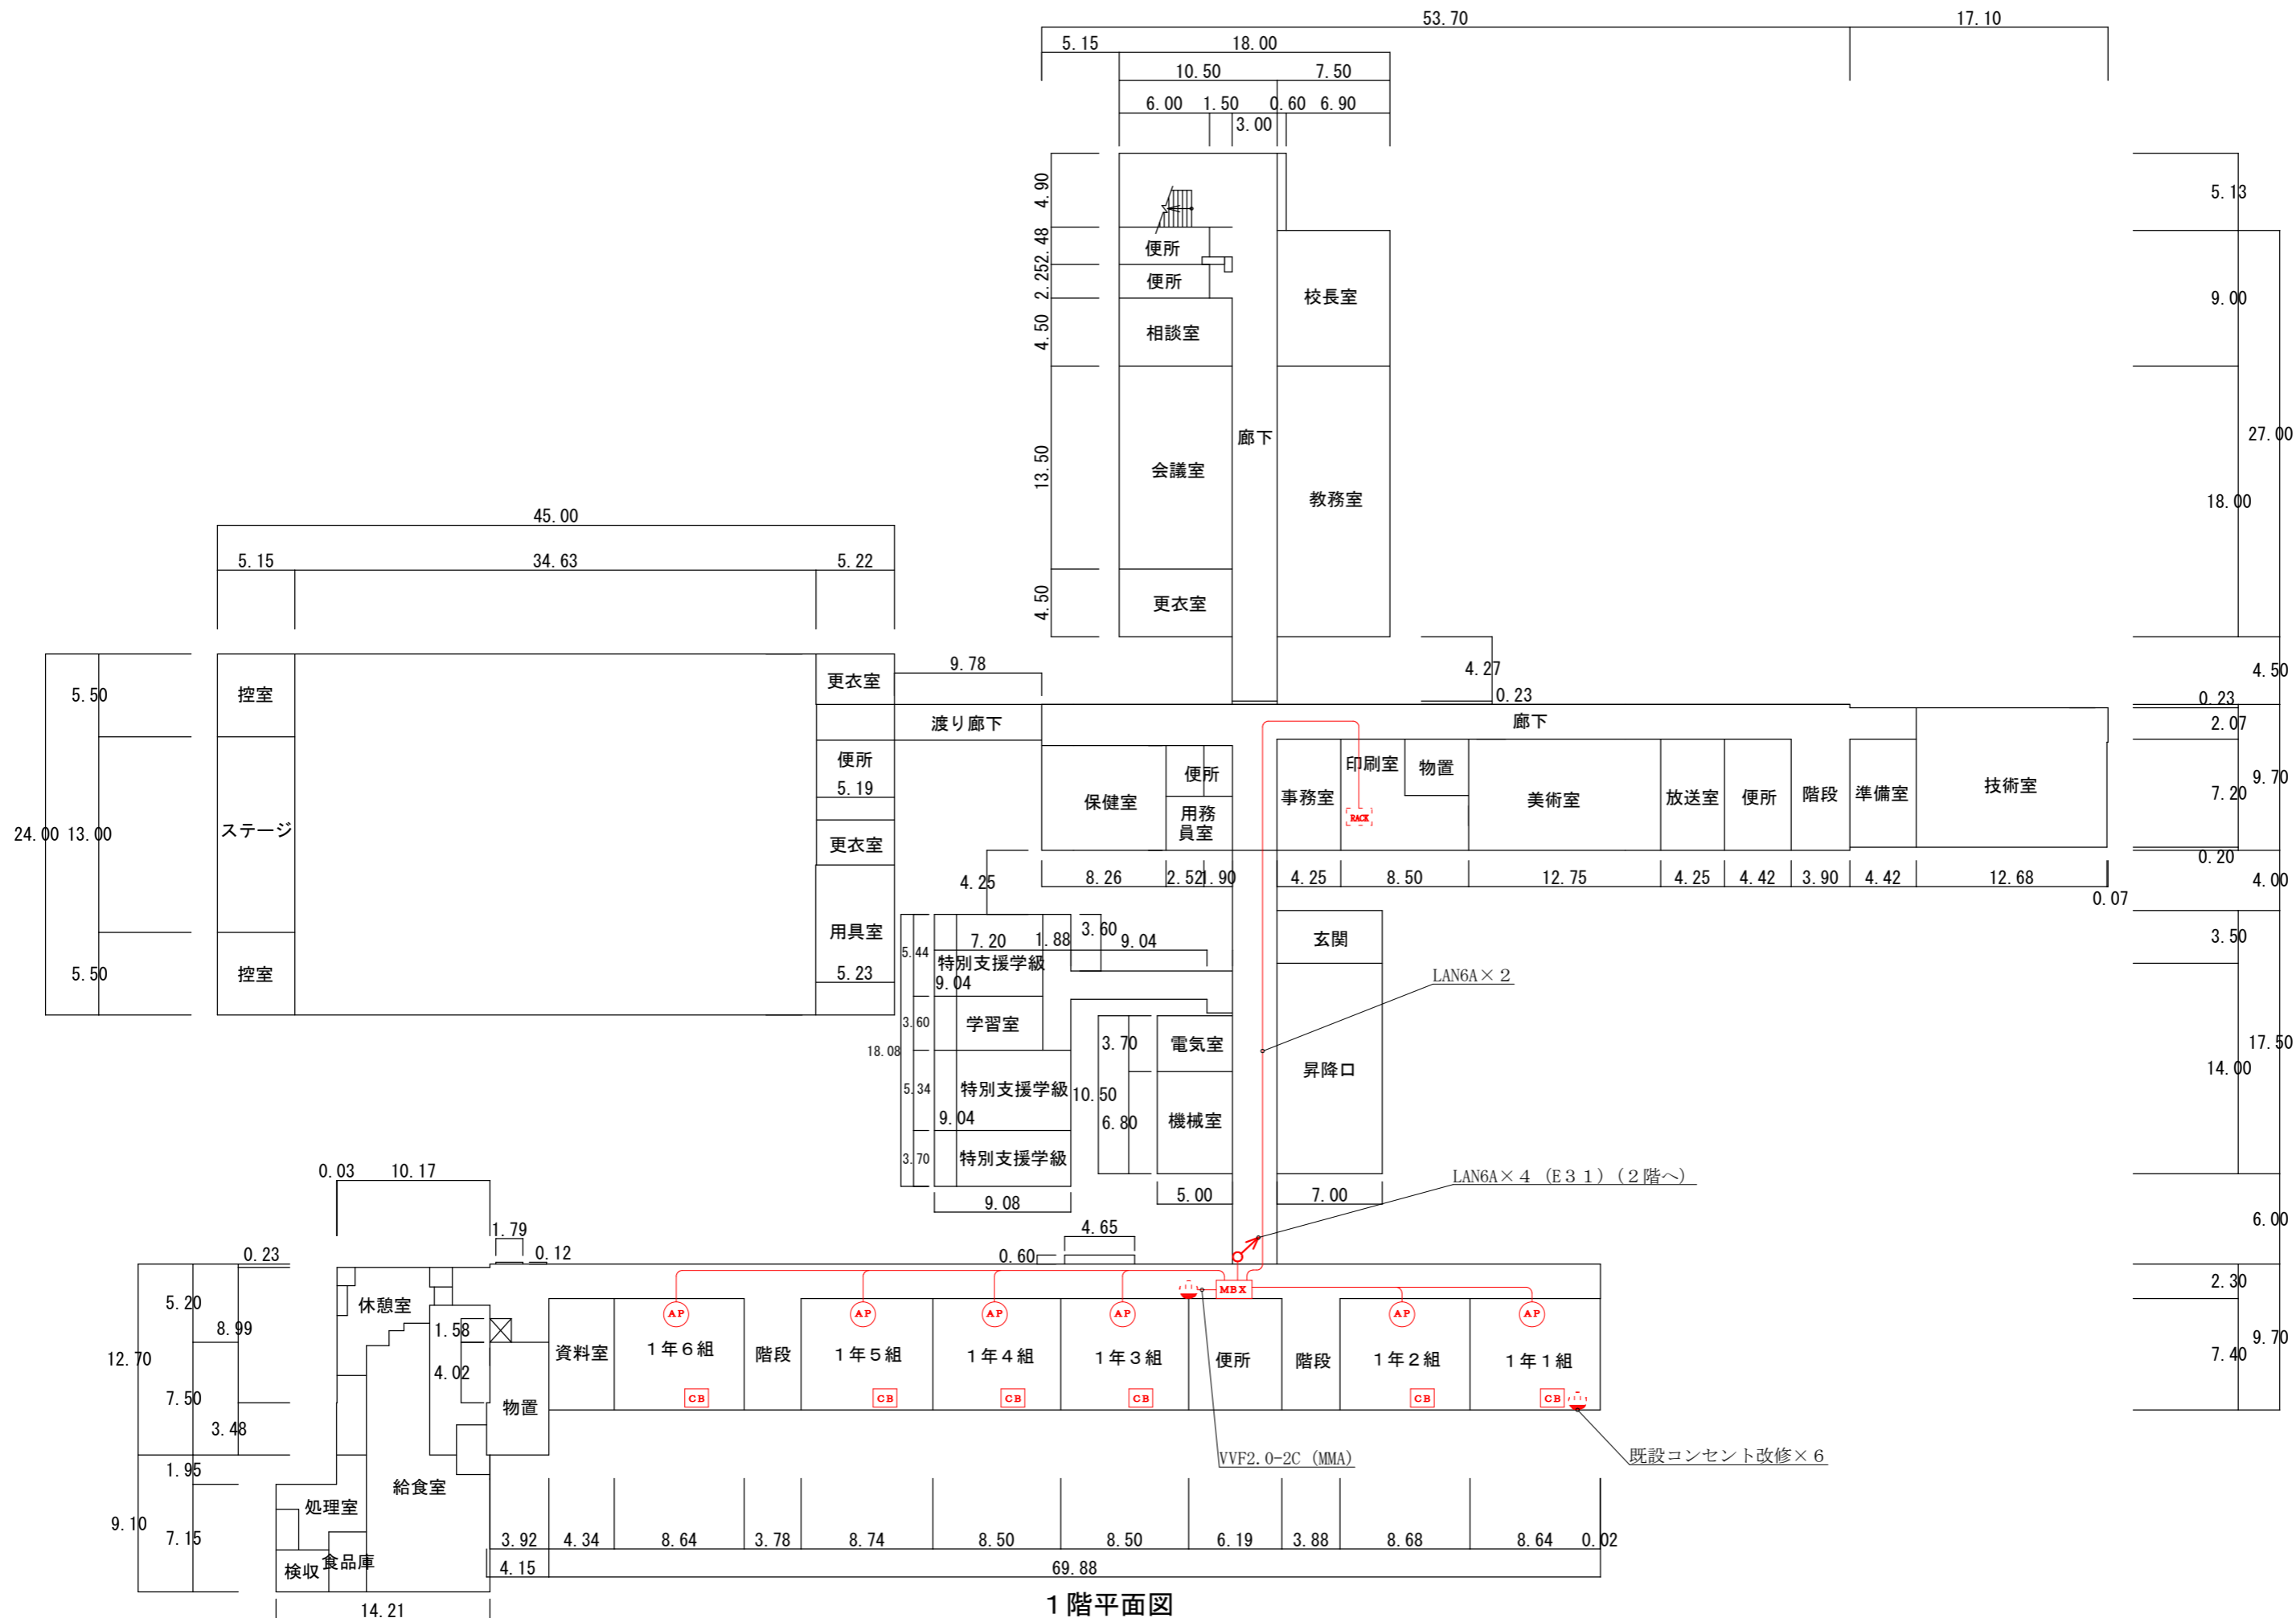 53.70
17.10
5.15
18.00
10.50
7.50
6.00
1.50
0.60
6.90
3.00
4.90
2.48
2.25
4.50
13.50
4.50
5.13
9.00
27.00
18.00
4.50
便所
便所
相談室
校長室
廊下
会議室
教務室
更衣室
45.00
5.15
34.63
5.22
5.50
24.00
13.00
5.50
控室
ステージ
控室
更衣室
便所
5.19
更衣室
用具室
5.23
9.78
渡り廊下
4.27
0.23
廊下
0.23
2.07
9.70
7.20
0.20
4.00
保健室
便所
用務
員室
事務室
印刷室
物置
RACK
美術室
放送室
便所
階段
準備室
技術室
4.25
8.26
2.52
1.90
4.25
8.50
12.75
4.25
4.42
3.90
4.42
12.68
0.07
5.44
7.20
1.88
3.60
9.04
特別支援学級
9.04
3.60
学習室
18.08
5.34
特別支援学級
9.04
3.70
特別支援学級
9.08
3.70
電気室
10.50
6.80
機械室
5.00
玄関
昇降口
7.00
3.50
17.50
14.00
6.00
LAN6A×2
LAN6A×4 (E31)(2階へ)
0.03
10.17
1.79
0.12
0.23
0.60
4.65
MBX
2.30
9.70
7.40
5.20
8.99
12.70
7.50
3.48
1.95
9.10
7.15
休憩室
1.58
4.02
物置
給食室
処理室
食品庫
検収
14.21
資料室
AP
1年6組
CB
階段
AP
1年5組
CB
AP
1年4組
CB
AP
1年3組
CB
便所
階段
AP
1年2組
CB
AP
1年1組
CB
VVF2.0-2C (MMA)
既設コンセント改修×6
3.92
4.34
8.64
3.78
8.74
8.50
8.50
6.19
3.88
8.68
8.64
0.02
4.15
69.88
1階平面図